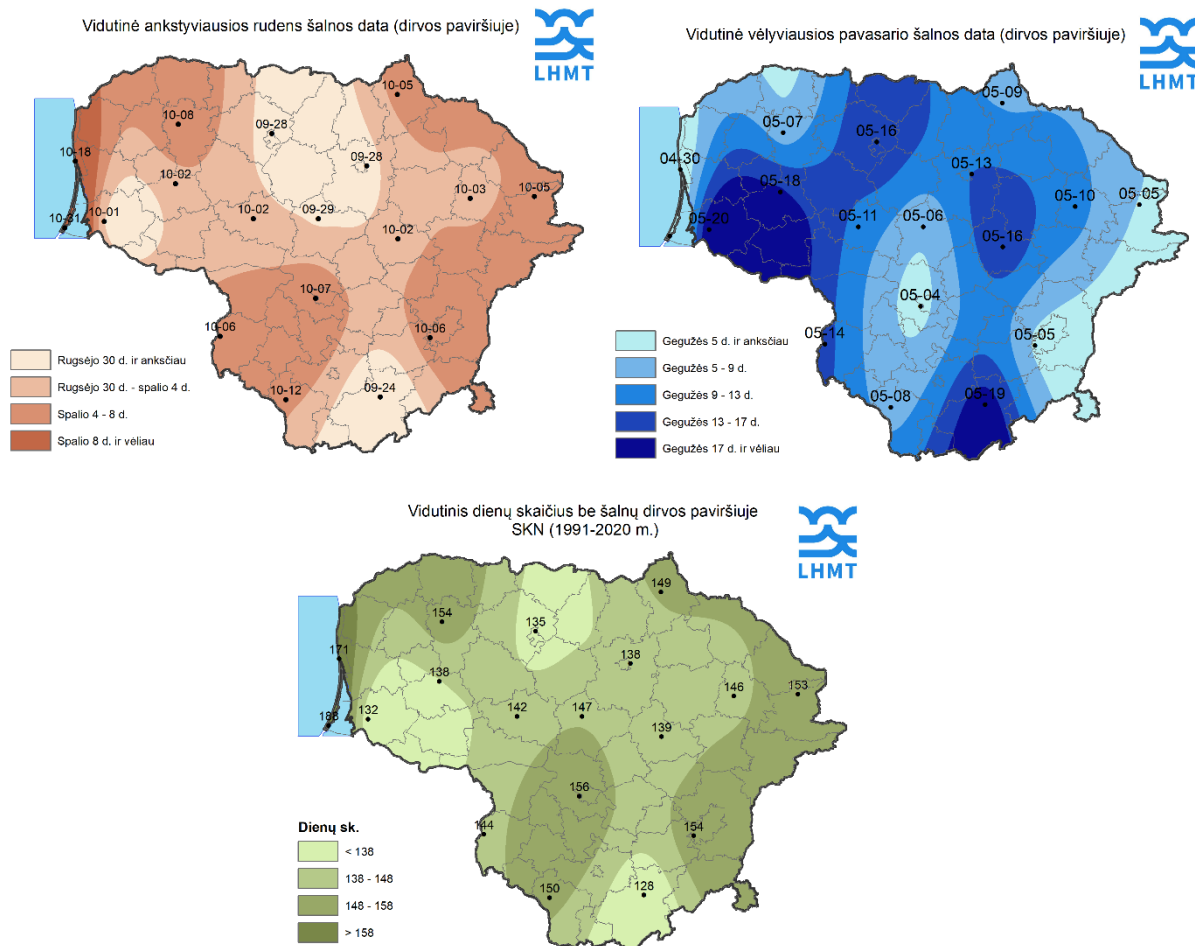 Vidutinė ankstyviausios rudens šalnos data (dirvos paviršiuje)
LHMT
10-05
10-08
09-28
09-28
10-18
10-02
10-03
10-05
10-31
10-01
10-02
09-29
10-02
10-07
10-06
10-06
10-12
09-24
Rugsėjo 30 d. ir anksčiau
Rugsėjo 30 d. - spalio 4 d.
Spalio 4 - 8 d.
Spalio 8 d. ir vėliau
Vidutinė vėlyviausios pavasario šalnos data (dirvos paviršiuje)
LHMT
05-09
05-07
05-16
04-30
05-13
05-18
05-10
05-05
05-20
05-11
05-06
05-16
05-04
05-14
05-05
05-08
05-19
Gegužės 5 d. ir anksčiau
Gegužės 5 - 9 d.
Gegužės 9 - 13 d.
Gegužės 13 - 17 d.
Gegužės 17 d. ir vėliau
Vidutinis dienų skaičius be šalnų dirvos paviršiuje
SKN (1991-2020 m.)
LHMT
149
154
135
171
138
138
146
153
188
132
142
147
139
156
144
154
150
128
Dienų sk.
< 138
138 - 148
148 - 158
> 158